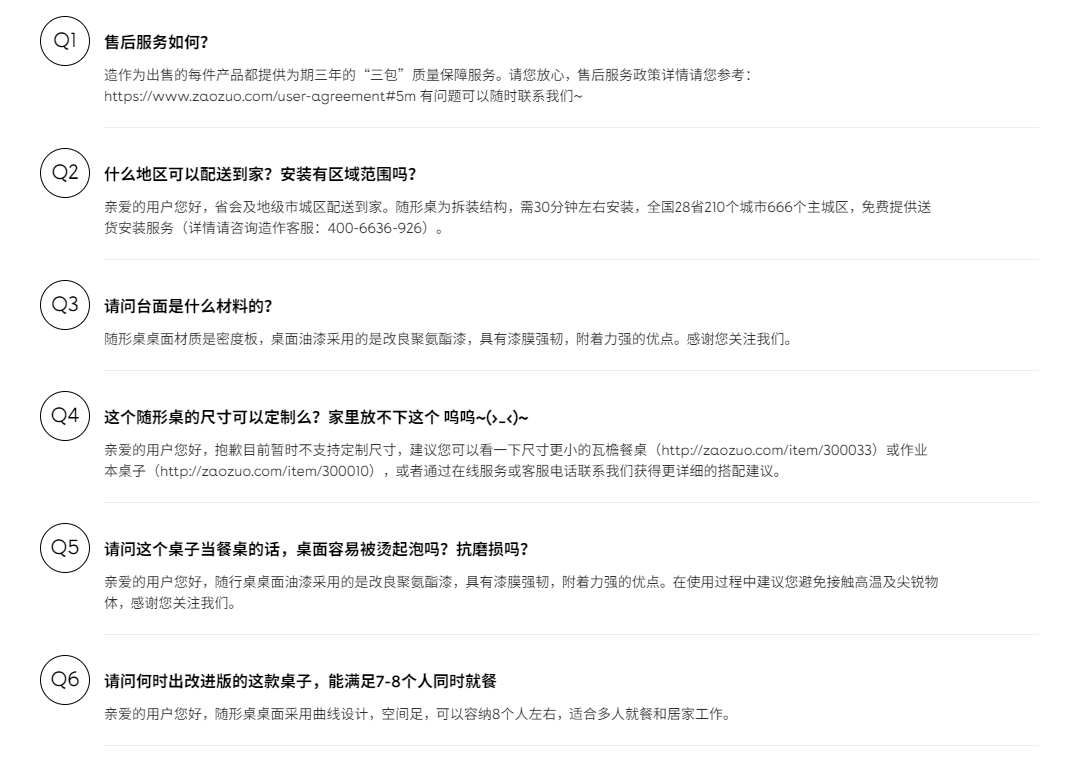 Q1
售后服务如何？
造作为出售的每件产品都提供为期三年的“三包”质量保障服务。请您放心，售后服务政策详情请您参考：
https://www.zaozuo.com/user-agreement#5m 有问题可以随时联系我们~
Q2
什么地区可以配送到家？安装有区域范围吗？
亲爱的用户您好，省会及地级市城区配送到家。随形桌为拆装结构，需30分钟左右安装，全国28省210个城市666个主城区，免费提供送
货安装服务（详情请咨询造作客服：400-6636-926）。
Q3
请问台面是什么材料的？
随形桌桌面材质是密度板，桌面油漆采用的是改良聚氨酯漆，具有漆膜强韧，附着力强的优点。感谢您关注我们。
Q4
这个随形桌的尺寸可以定制么？家里放不下这个 呜呜~(>_<)~
亲爱的用户您好，抱歉目前暂时不支持定制尺寸，建议您可以看一下尺寸更小的瓦檐餐桌（http://zaozuo.com/item/300033）或作业
本桌子（http://zaozuo.com/item/300010），或者通过在线服务或客服电话联系我们获得更详细的搭配建议。
Q5
请问这个桌子当餐桌的话，桌面容易被烫起泡吗？抗磨损吗？
亲爱的用户您好，随行桌桌面油漆采用的是改良聚氨酯漆，具有漆膜强韧，附着力强的优点。在使用过程中建议您避免接触高温及尖锐物
体，感谢您关注我们。
Q6
请问何时出改进版的这款桌子，能满足7-8个人同时就餐
亲爱的用户您好，随形桌桌面采用曲线设计，空间足，可以容纳8个人左右，适合多人就餐和居家工作。